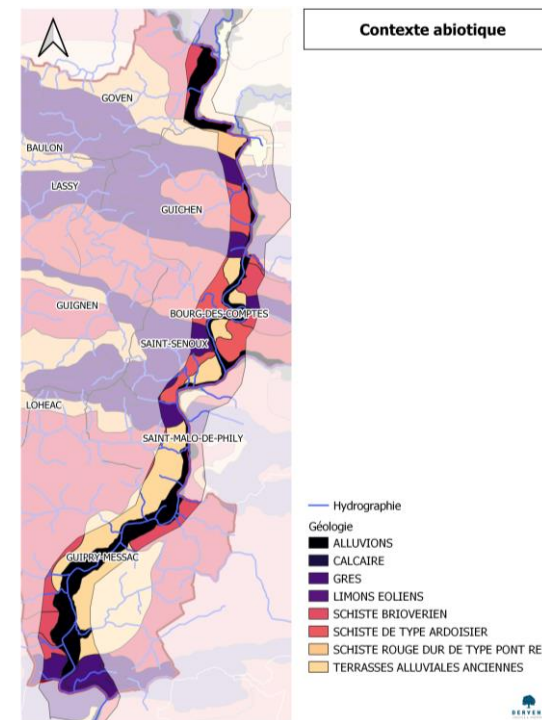 Contexte abiotique
GOVEN
BAULON
LASSY
GUICHEN
GUIGNEN
BOURG-DES-COMPTES
SAINT-SENOUX
LOHEAC
SAINT-MALO-DE-PHILY
GUIPRY-MESSAC
Hydrographie
Géologie
ALLUVIONS
CALCAIRE
GRES
LIMONS EOLIENS
SCHISTE BRIOVERIEN
SCHISTE DE TYPE ARDOISIER
SCHISTE ROUGE DUR DE TYPE PONT RE
TERRASSES ALLUVIALES ANCIENNES
DERVENN